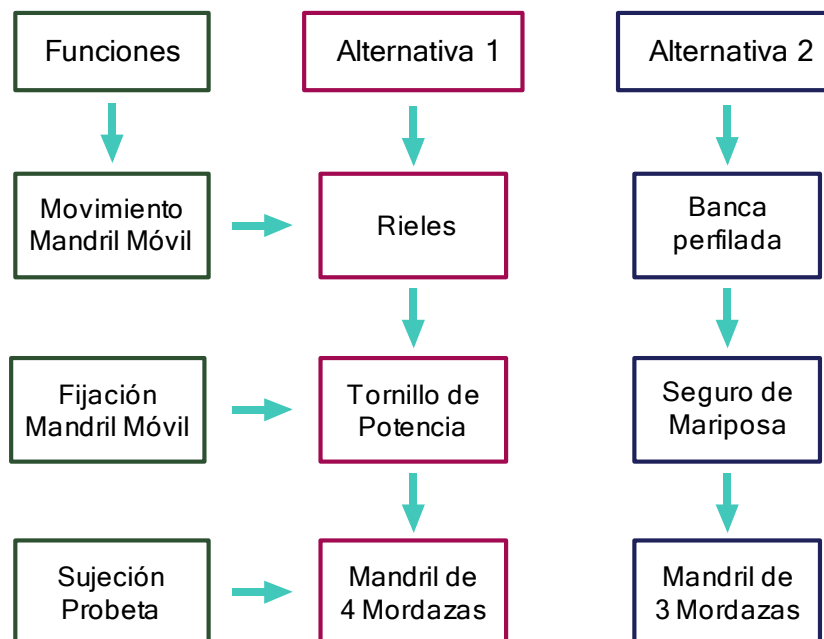 Funciones
Alternativa 1
Alternativa 2
Movimiento
Mandril Móvil
Rieles
Banca
perfilada
Fijación
Mandril Móvil
Tornillo de
Potencia
Seguro de
Mariposa
Sujeción
Probeta
Mandril de
4 Mordazas
Mandril de
3 Mordazas